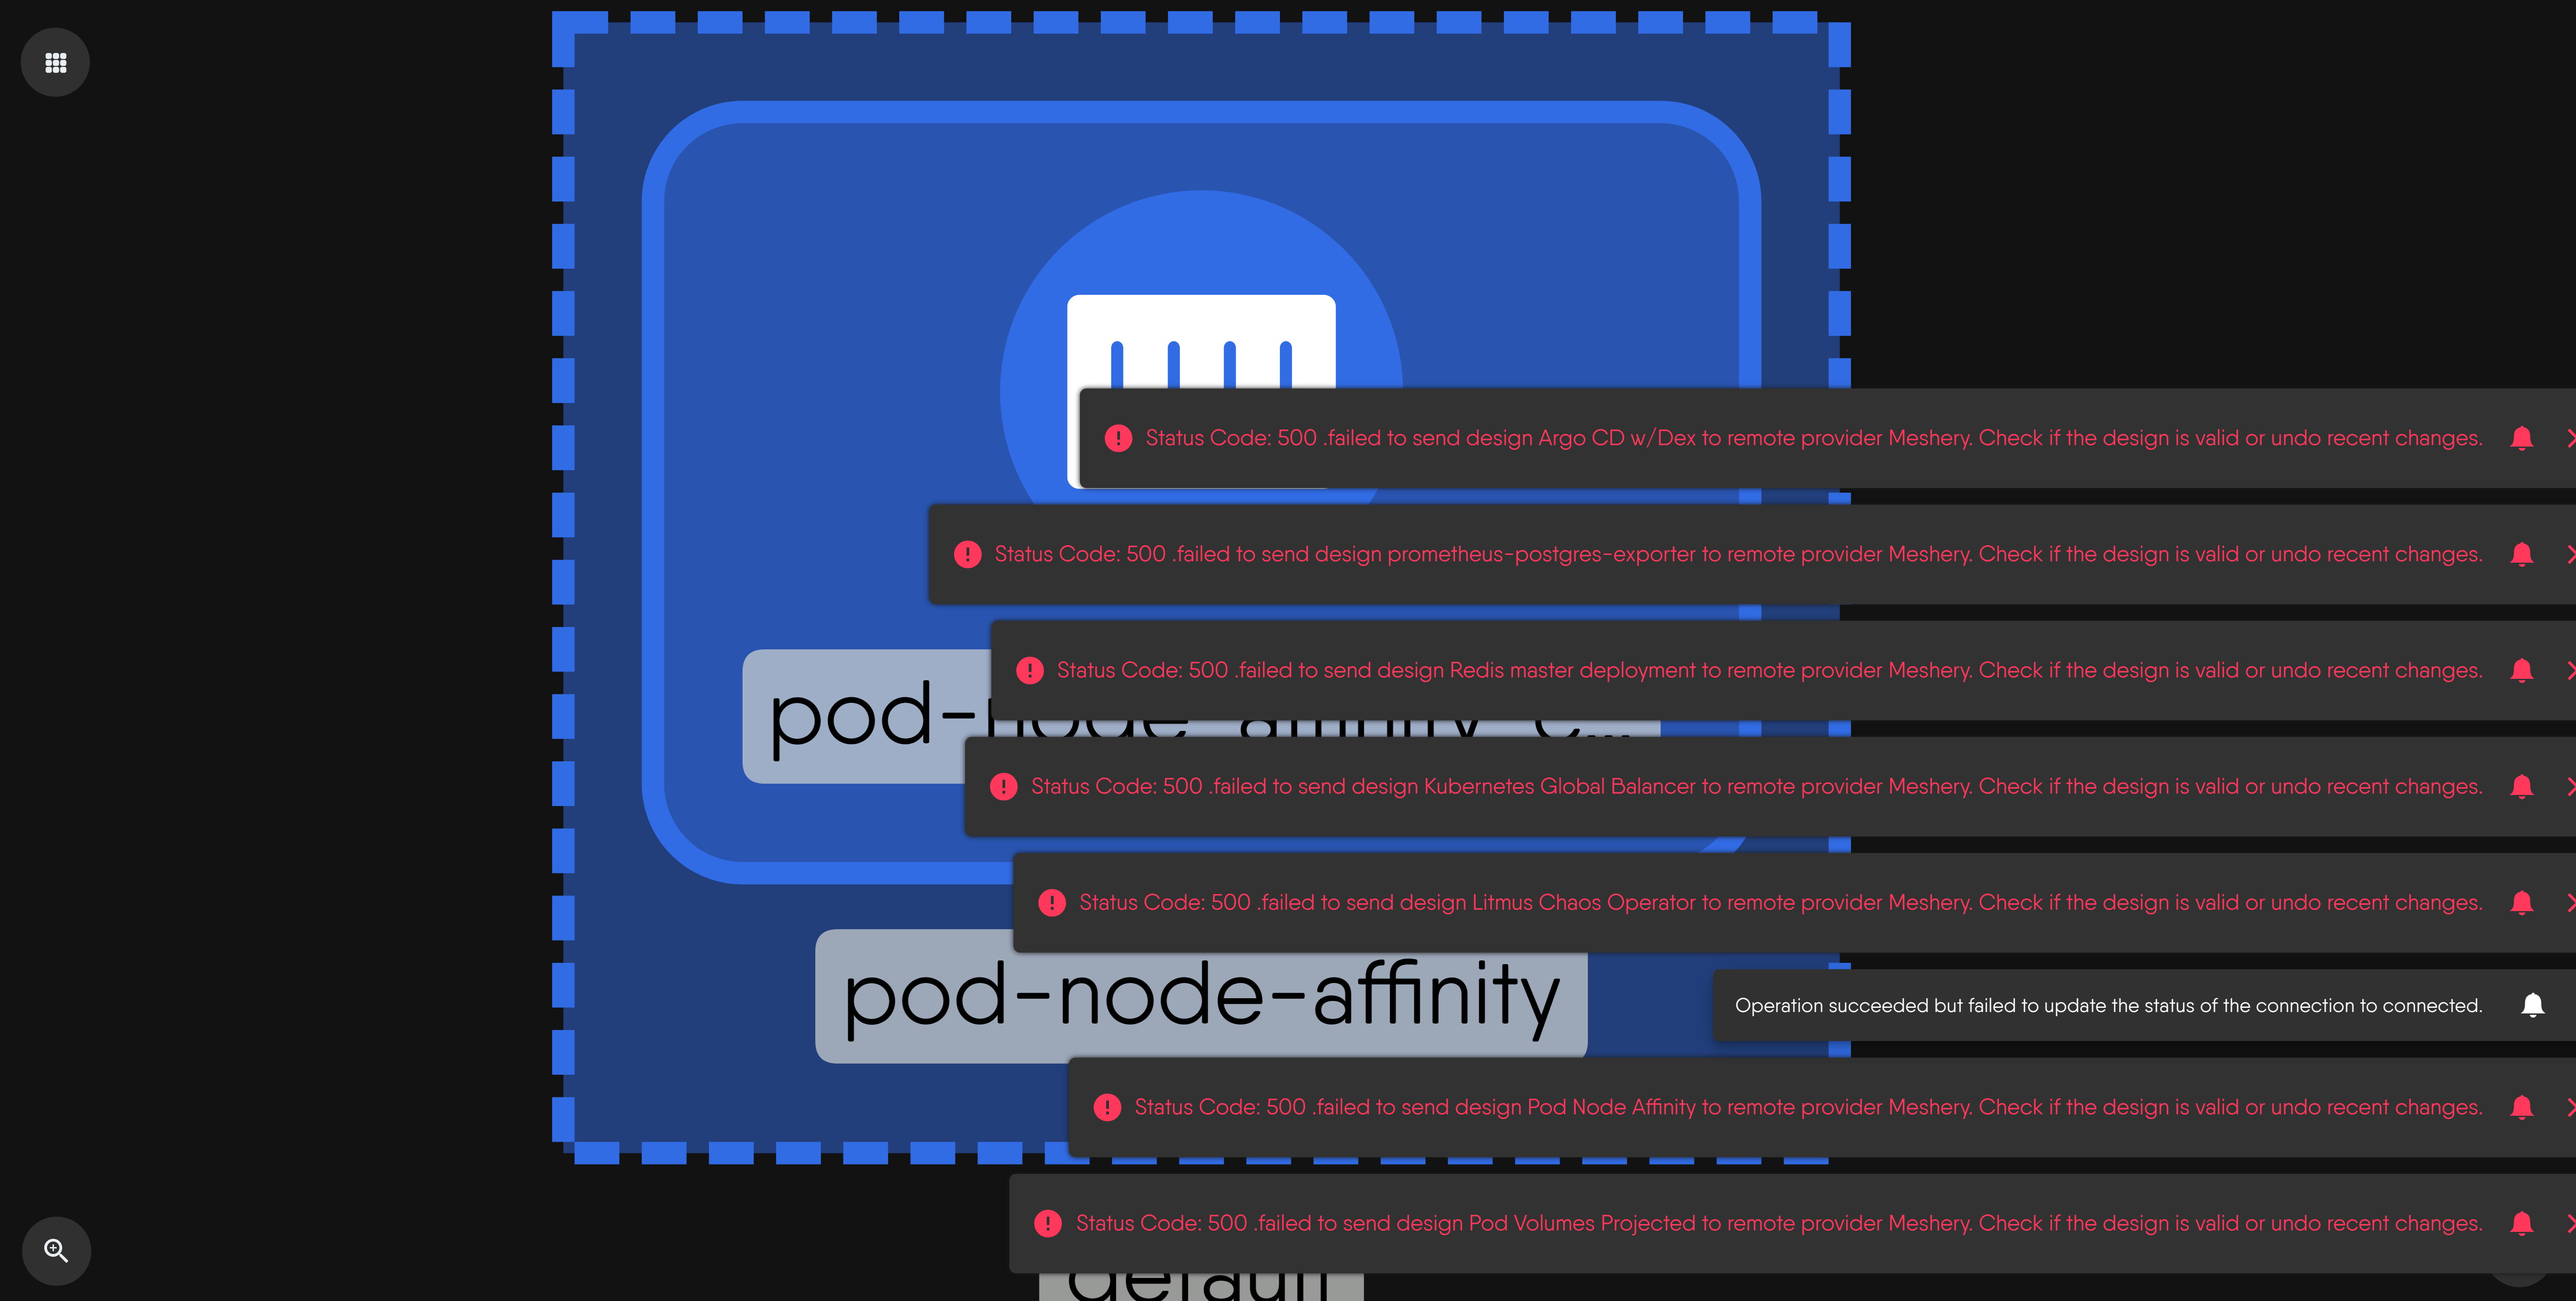 Status Code: 500 .failed to send design Argo CD w/Dex to remote provider Meshery. Check if the design is valid or undo recent changes.
Status Code: 500 .failed to send design prometheus-postgres-exporter to remote provider Meshery. Check if the design is valid or undo recent changes.
Status Code: 500 .failed to send design Redis master deployment to remote provider Meshery. Check if the design is valid or undo recent changes.
pod-node-affinity-c...
Status Code: 500 .failed to send design Kubernetes Global Balancer to remote provider Meshery. Check if the design is valid or undo recent changes.
Status Code: 500 .failed to send design Litmus Chaos Operator to remote provider Meshery. Check if the design is valid or undo recent changes.
pod-node-affinity
Operation succeeded but failed to update the status of the connection to connected.
Status Code: 500 .failed to send design Pod Node Affinity to remote provider Meshery. Check if the design is valid or undo recent changes.
Status Code: 500 .failed to send design Pod Volumes Projected to remote provider Meshery. Check if the design is valid or undo recent changes.
default